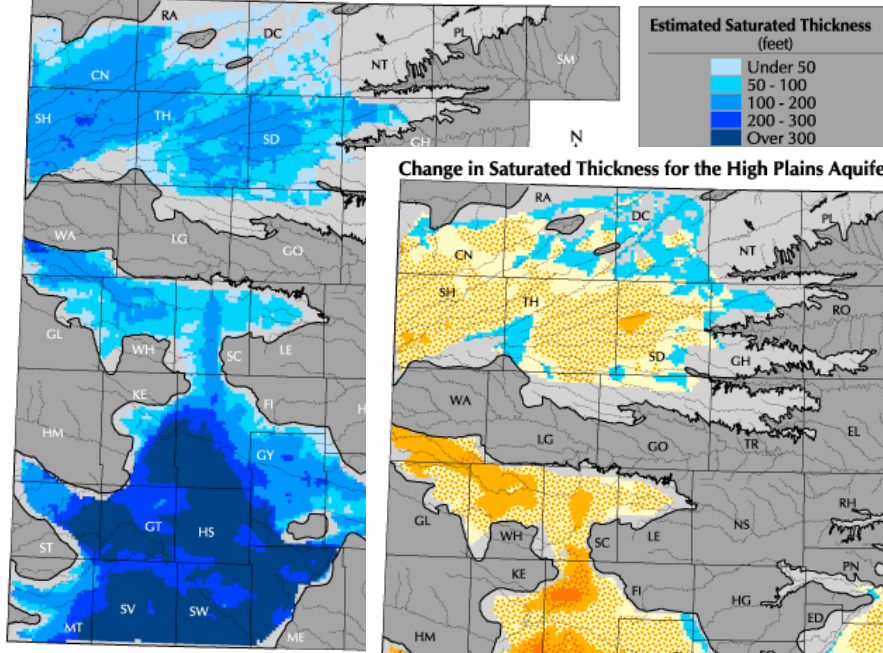 RA
DC
PL
NT
SM
CN
SH
TH
SD
GH
WA
LG
GO
GL
WH
SC
LE
KE
FI
HM
GY
GT
HS
ST
SV
SW
MT
ME
H
N
Estimated Saturated Thickness
(feet)
Under 50
50 - 100
100 - 200
200 - 300
Over 300
Change in Saturated Thickness for the High Plains Aquife
RA
DC
PL
NT
CN
SH
TH
RO
SD
GH
WA
LG
GO
TR
EL
GL
WH
SC
LE
NS
RH
KE
FI
HG
PN
ED
HM